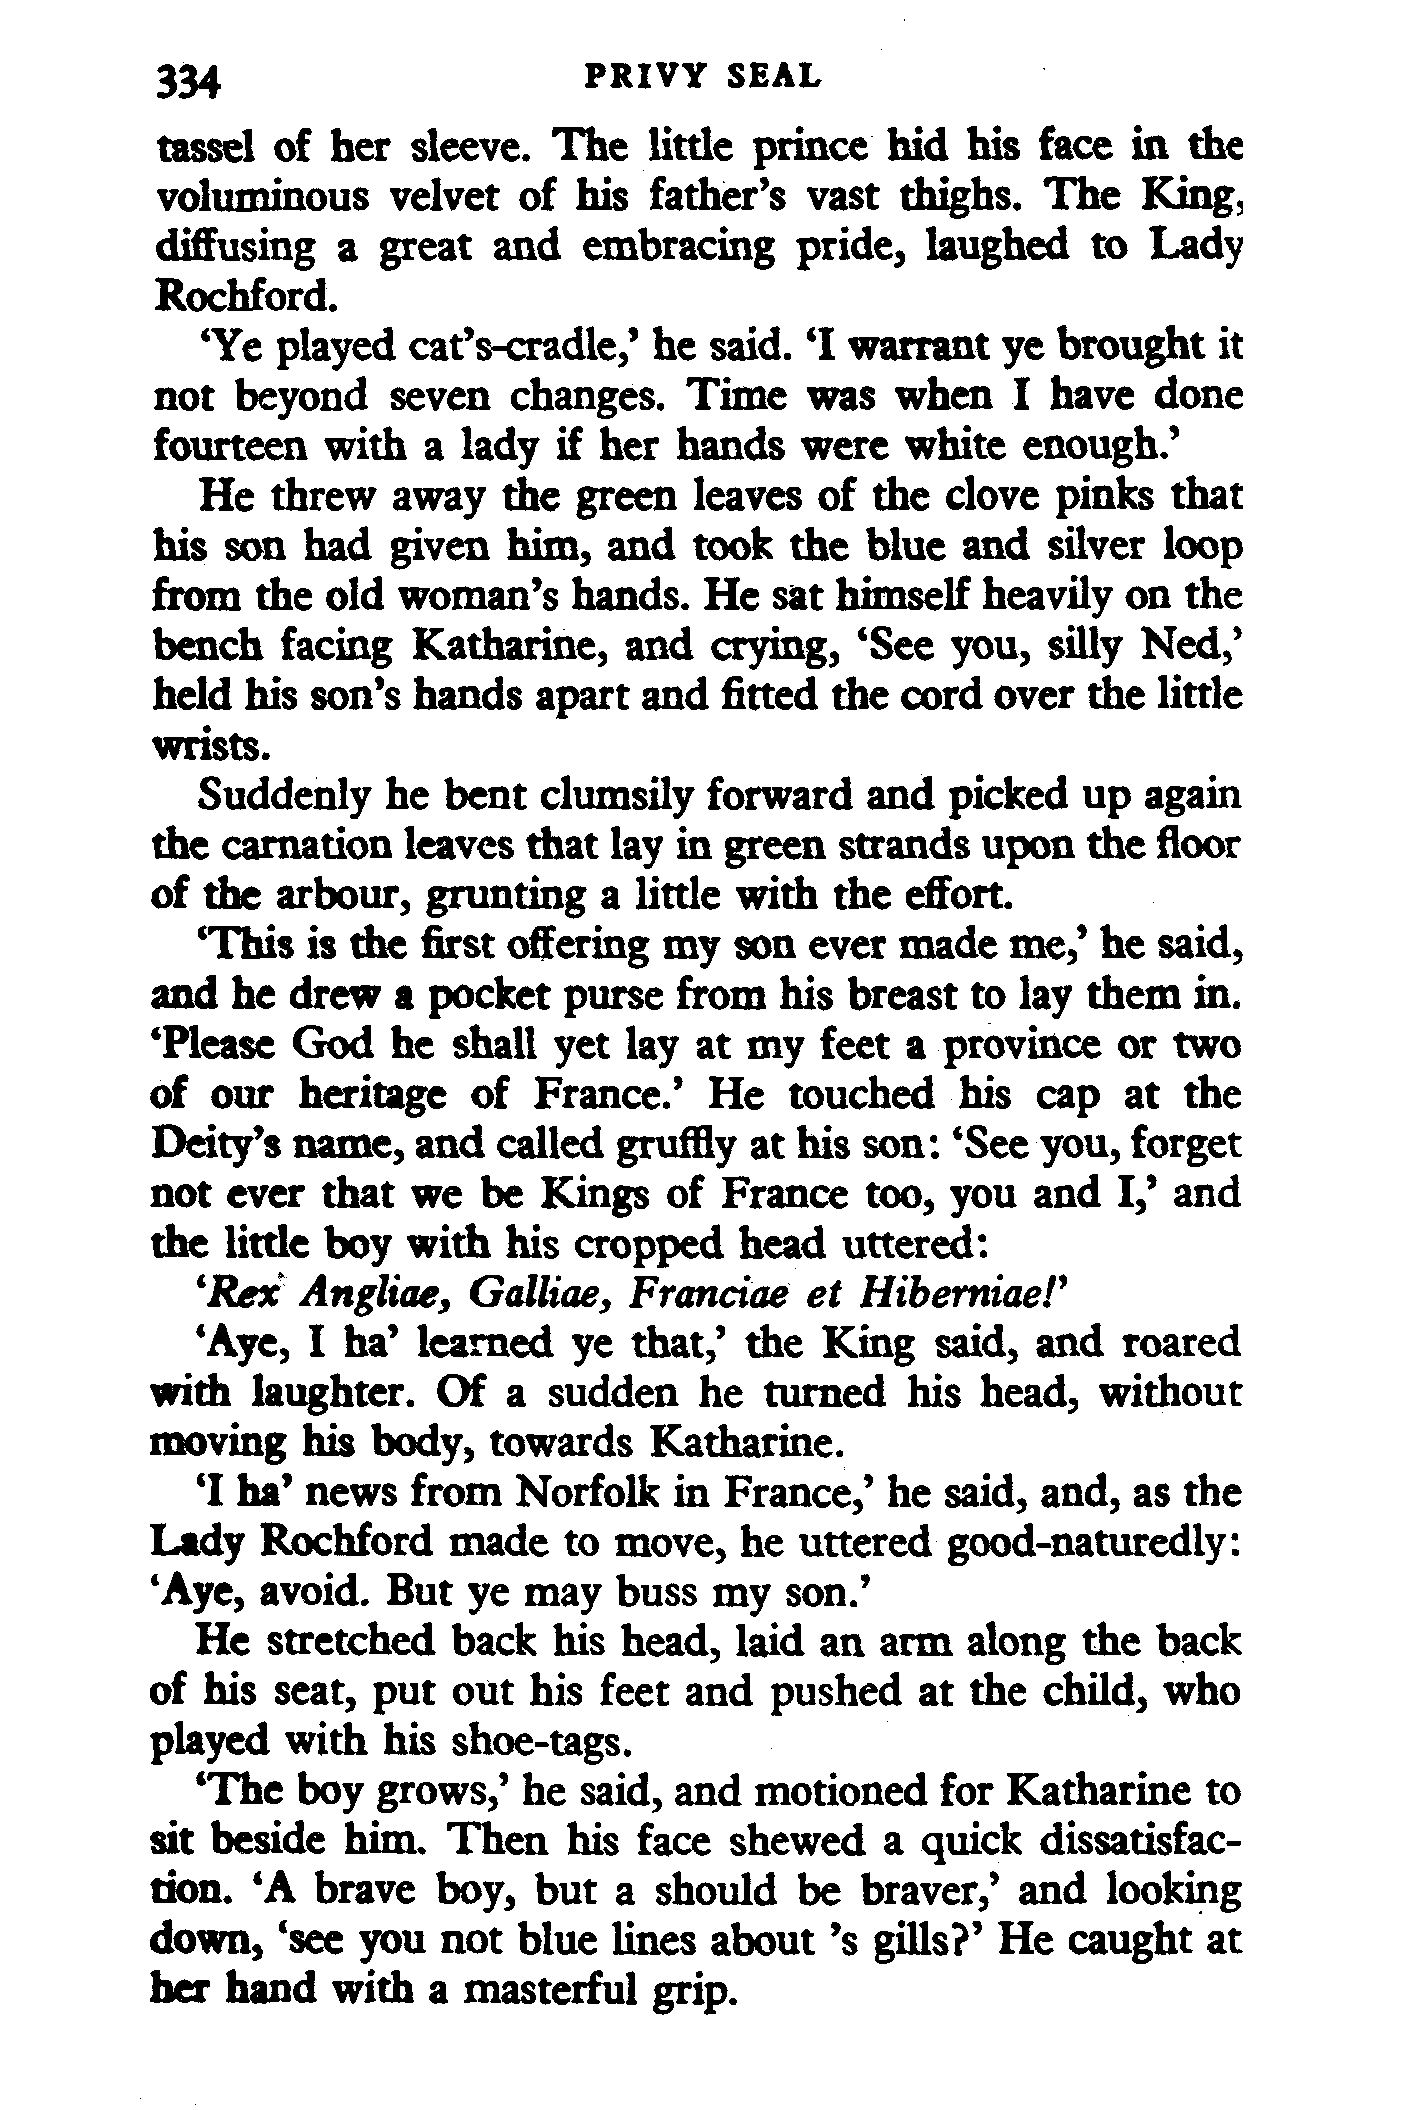 334 PRIVY SEAL
tassel of her sleeve. The little prince hid his face in the
voluminous velvet of his father's vast thighs. The King,
diffusing a great and embracing pride, laughed to Lady
Rochford.
‘Ye played cat's-cradle,’ he said. ‘I warrant ye brought it
not beyond seven changes. Time was when I have done
fourteen with a lady if her hands were white enough.’
He threw away the green leaves of the clove pinks that
his son had given him, and took the blue and silver loop
from the old woman's hands. He sat himself heavily on the
bench facing Katharine, and crying, ‘See you, silly Ned,’
held his son's hands apart and fitted the cord over the little
wrists.
Suddenly he bent clumsily forward and picked up again
the carnation leaves that lay in green strands upon the floor
of the arbour, grunting a little with the effort.
‘This is the first offering my son ever made me,’ he said,
and he drew a pocket purse from his breast to lay them in.
‘Please God he shall yet lay at my feet a province or two
of our heritage of France.’ He touched his cap at the
Deity's name, and called gruffly at his son: ‘See you, forget
not ever that we be Kings of France too, you and I,’ and
the little boy with his cropped head uttered:
‘Rex Angliae, Galliae, Franciae et Hiberniae!’
‘Aye, I ha’ learned ye that,’ the King said, and roared
with laughter. Of a sudden he turned his head, without
moving his body, towards Katharine.
‘I ha’ news from Norfolk in France,’ he said, and, as the
Lady Rochford made to move, he uttered good-naturedly:
‘Aye, avoid. But ye may buss my son.’
He stretched back his head, laid an arm along the back
of his seat, put out his feet and pushed at the child, who
played with his shoe-tags.
‘The boy grows,’ he said, and motioned for Katharine to
sit beside him. Then his face shewed a quick dissatisfac-
tion. ‘A brave boy, but a should be braver,’ and looking
down, ‘see you not blue lines about ’s gills?’ He caught at
her hand with a masterful grip.